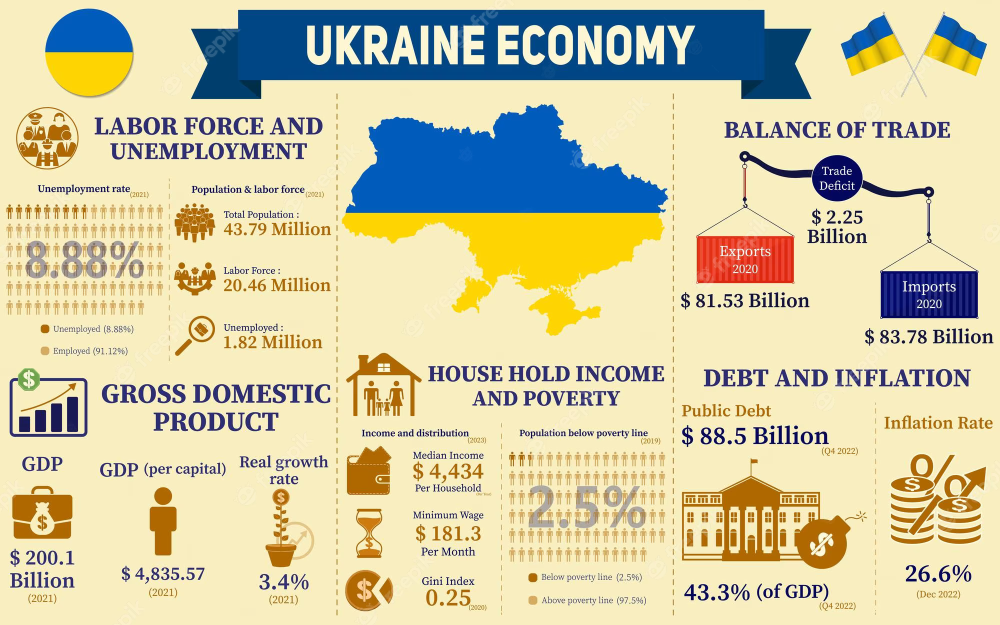 UKRAINE ECONOMY
LABOR FORCE AND
UNEMPLOYMENT
Unemployment rate (2021)
8.88%
Unemployed (8.88%)
Employed (91.12%)
Population & labor force (2021)
Total Population :
43.79 Million
Labor Force :
20.46 Million
Unemployed :
1.82 Million
GROSS DOMESTIC
PRODUCT
$
GDP
$
$ 200.1
Billion
(2021)
GDP (per capital)
$ 4,835.57
(2021)
Real growth
rate
$
3.4%
(2021)
HOUSE HOLD INCOME
AND POVERTY
Income and distribution (2023)
Median Income
$ 4,434
Per Household
(Per Year)
Minimum Wage
$ 181.3
Per Month
$
Gini Index
$
0.25 (2020)
Population below poverty line
(2019)
2.5%
Below poverty line (2.5%)
Above poverty line (97.5%)
BALANCE OF TRADE
Trade
Deficit
$ 2.25
Billion
Exports
2020
$ 81.53 Billion
Imports
2020
$ 83.78 Billion
DEBT AND INFLATION
Public Debt
$ 88.5 Billion
(Q4 2022)
$
43.3% (of GDP)
(Q4 2022)
Inflation Rate
%
$
$
26.6%
(Dec 2022)
freepik